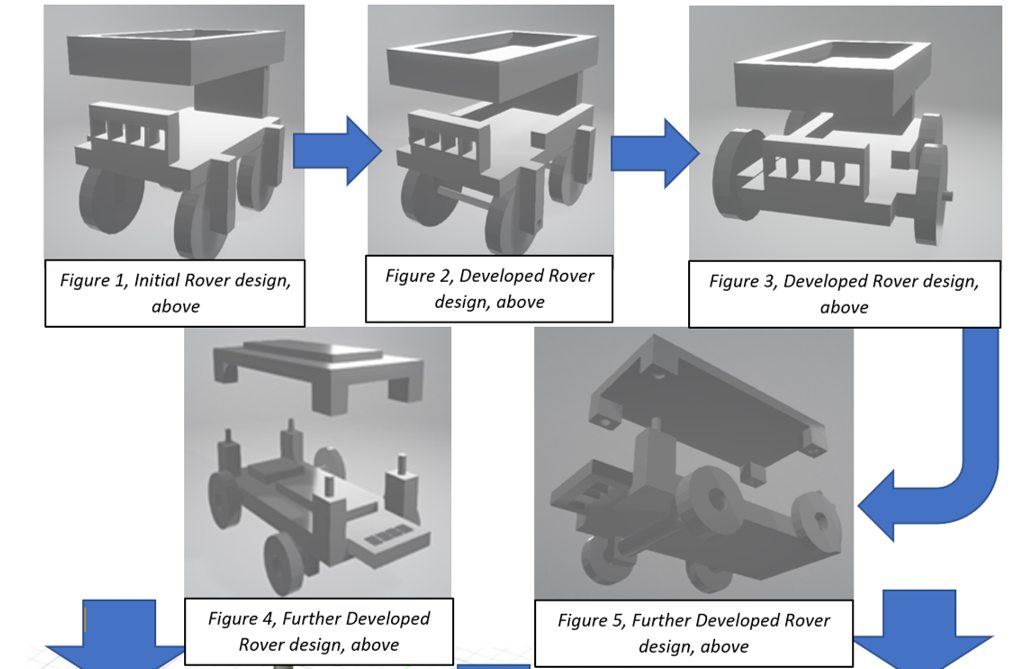 Figure 1, Initial Rover design,
above
Figure 2, Developed Rover
design, above
Figure 3, Developed Rover design,
above
Figure 4, Further Developed
Rover design, above
Figure 5, Further Developed Rover
design, above